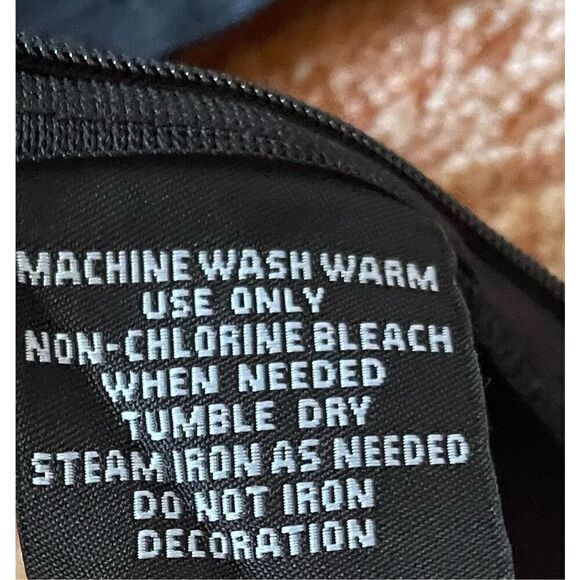 MACHINE WASH WARM
USE ONLY
NON-CHLORINE BLEACH
WHEN NEEDED
TUMBLE DRY
STEAM IRON AS NEEDED
DO NOT IRON
DECORATION